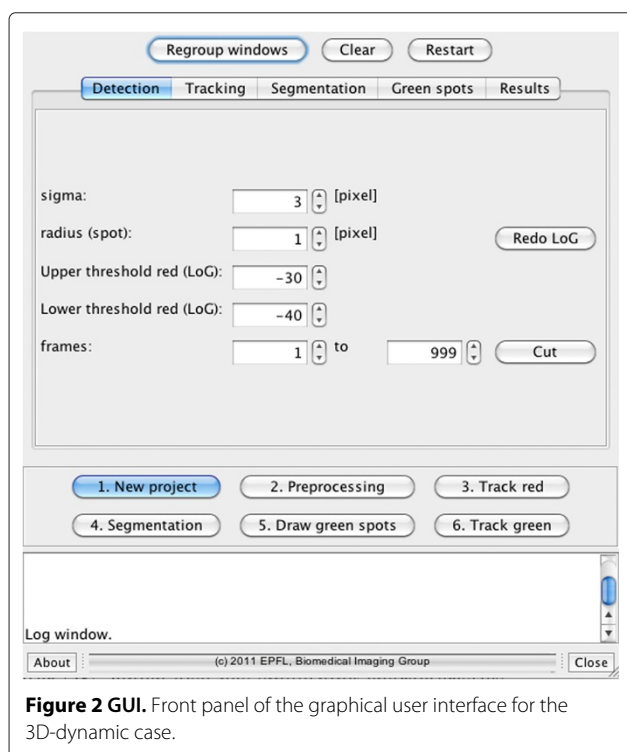 Regroup windows Clear Restart
Detection Tracking Segmentation Green spots Results
sigma: 3 [pixel]
radius (spot): 1 [pixel] Redo LoG
Upper threshold red (LoG): -30
Lower threshold red (LoG): -40
frames: 1 to 999 Cut
1. New project 2. Preprocessing 3. Track red
4. Segmentation 5. Draw green spots 6. Track green
Log window.
About (c) 2011 EPFL, Biomedical Imaging Group Close
Figure 2 GUI. Front panel of the graphical user interface for the
3D-dynamic case.